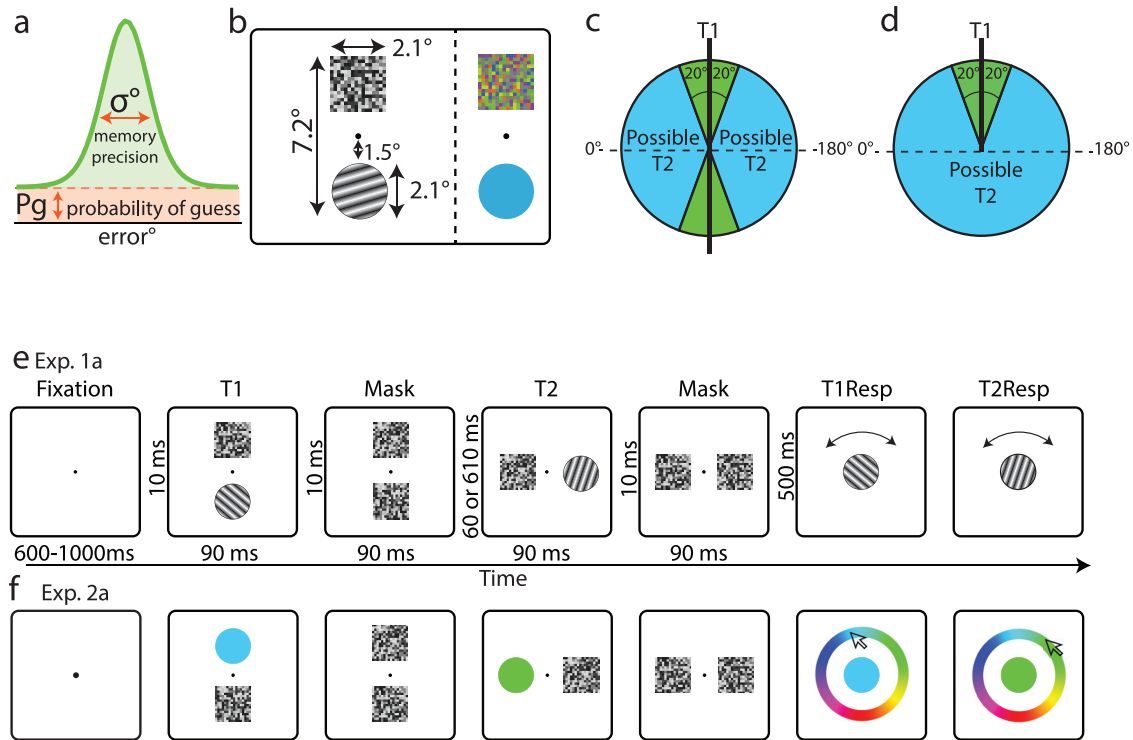 a
σ°
memory
precision
Pg
probability of guess
error°
b
2.1°
7.2°
1.5°
2.1°
c
T1
20°
20°
Possible
T2
Possible
T2
0°
-180°
d
T1
20°
20°
0°
-180°
Possible
T2
e Exp. 1a
Fixation
T1
Mask
T2
Mask
T1Resp
T2Resp
10 ms
10 ms
60 or 610 ms
10 ms
500 ms
600-1000ms
90 ms
90 ms
90 ms
90 ms
Time
f Exp. 2a